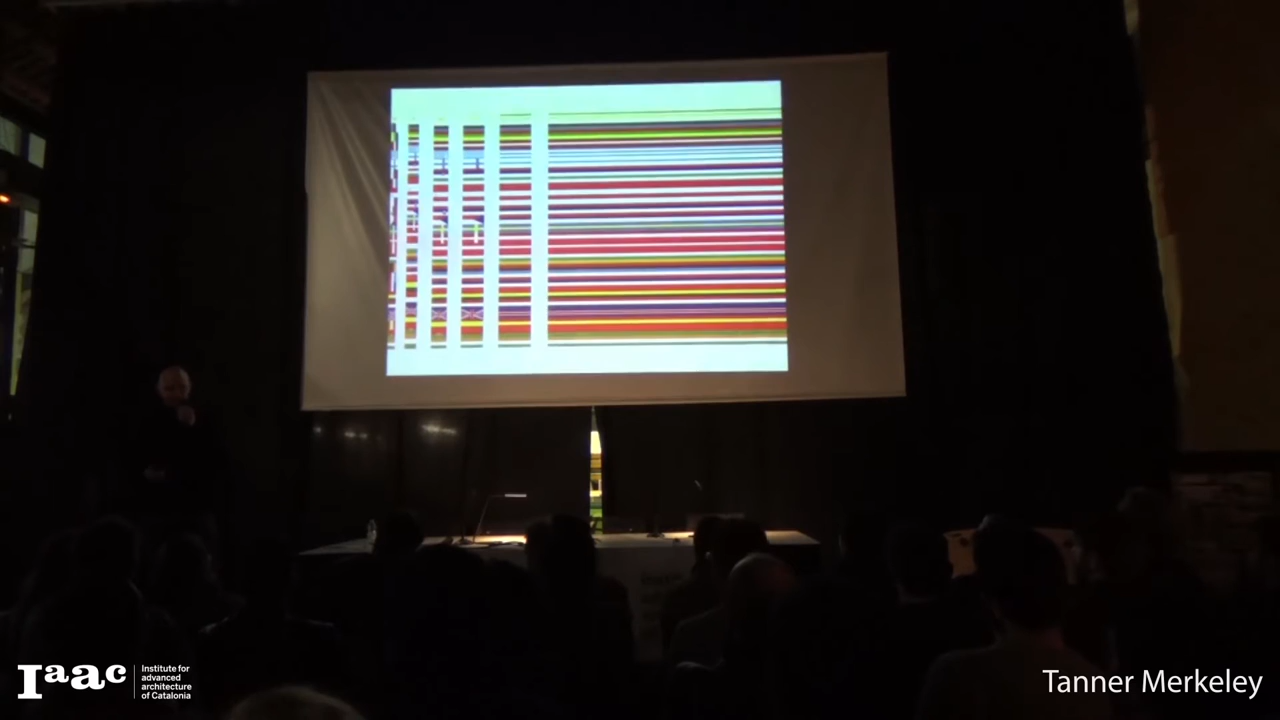 Iaac
Institute for
advanced
architecture
of Catalonia
Tanner Merkeley